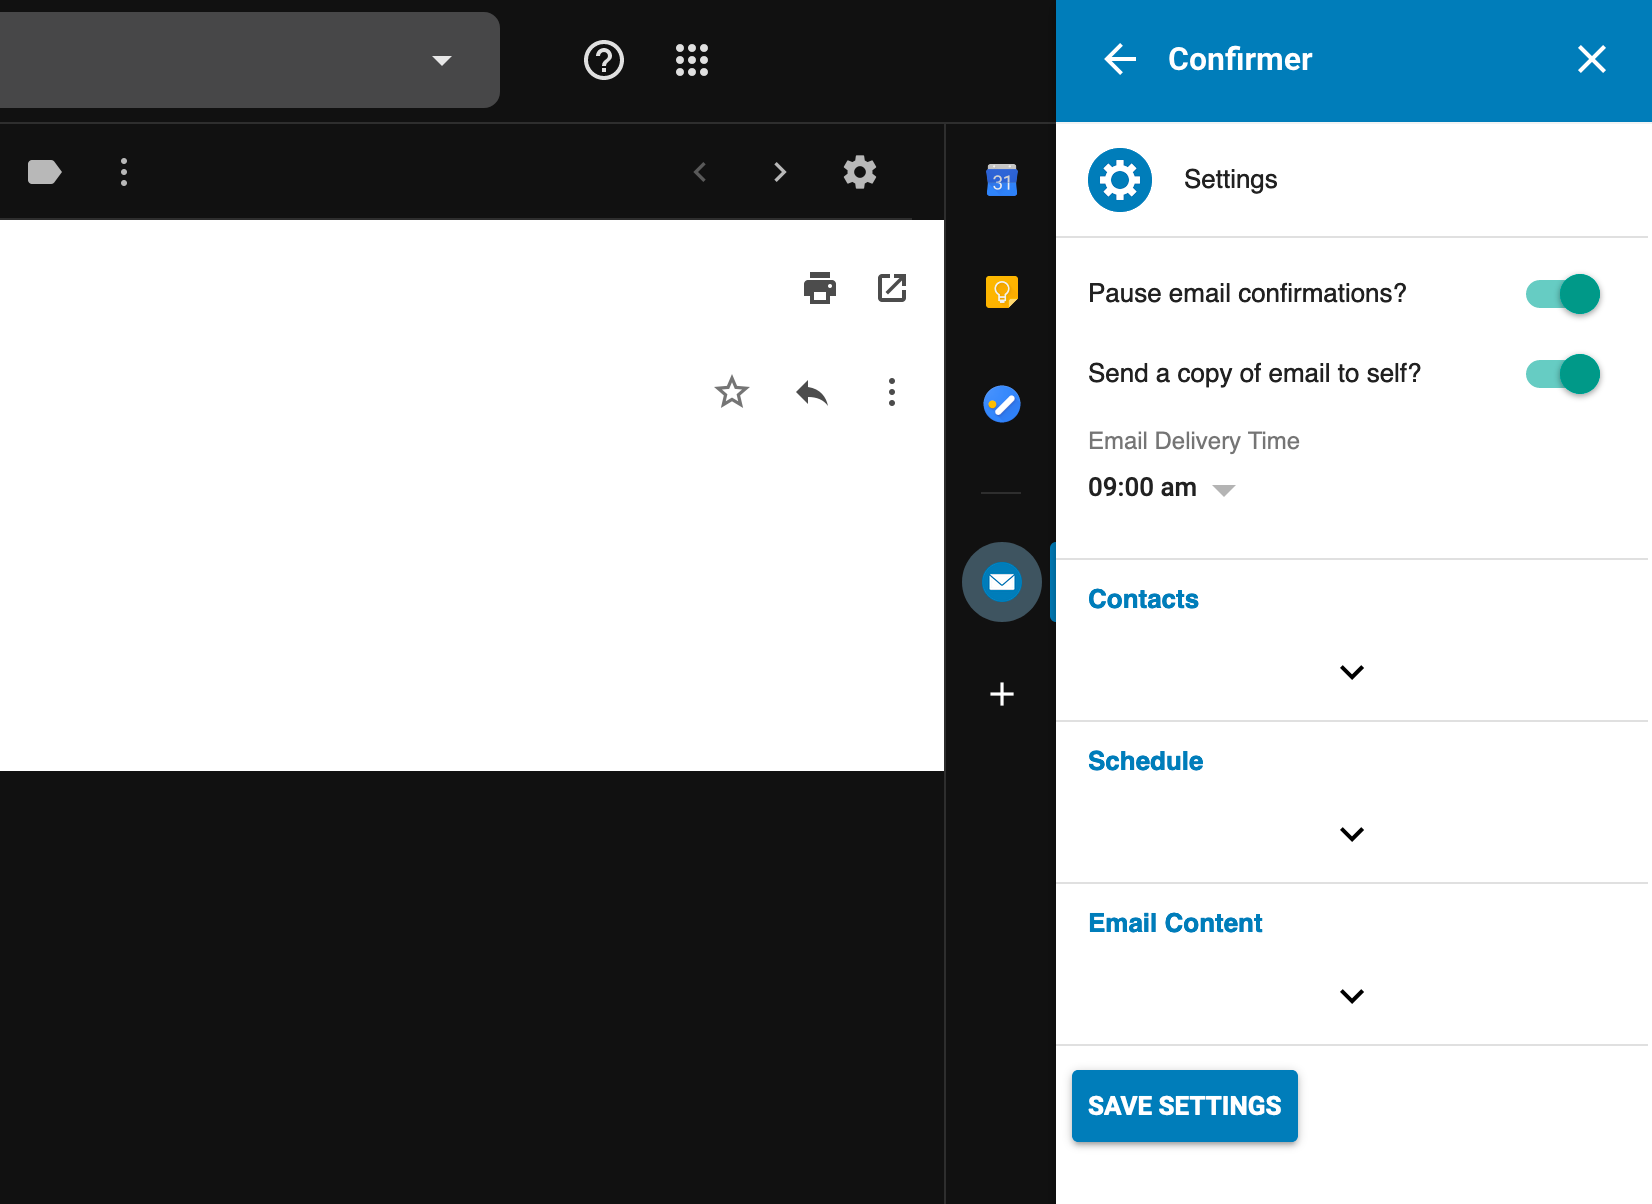 Confirmer
31
Settings
Pause email confirmations?
Send a copy of email to self?
Email Delivery Time
09:00 am
Contacts
Schedule
Email Content
SAVE SETTINGS